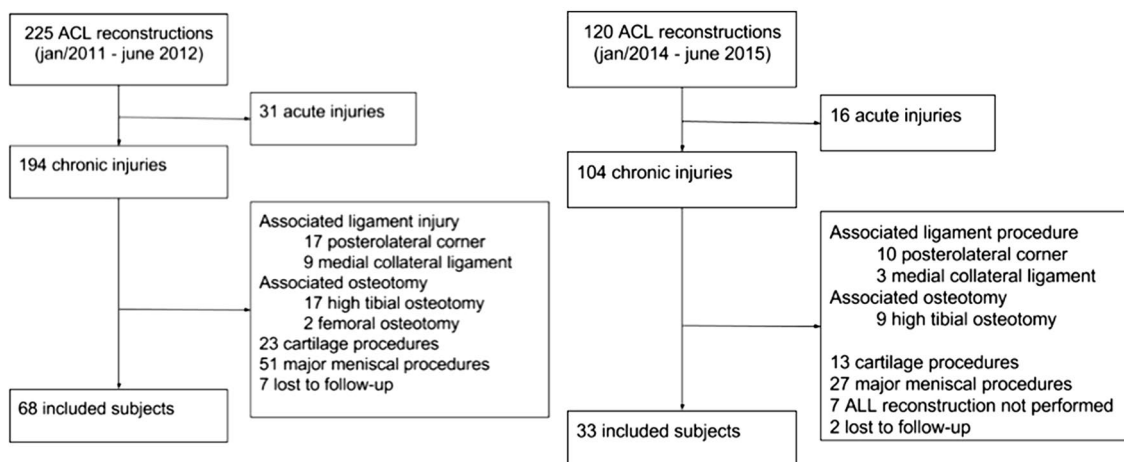 225 ACL reconstructions
(jan/2011 - june 2012)
31 acute injuries
194 chronic injuries
Associated ligament injury
17 posterolateral corner
9 medial collateral ligament
Associated osteotomy
17 high tibial osteotomy
2 femoral osteotomy
23 cartilage procedures
51 major meniscal procedures
7 lost to follow-up
68 included subjects
120 ACL reconstructions
(jan/2014 - june 2015)
16 acute injuries
104 chronic injuries
Associated ligament procedure
10 posterolateral corner
3 medial collateral ligament
Associated osteotomy
9 high tibial osteotomy
13 cartilage procedures
27 major meniscal procedures
7 ALL reconstruction not performed
2 lost to follow-up
33 included subjects